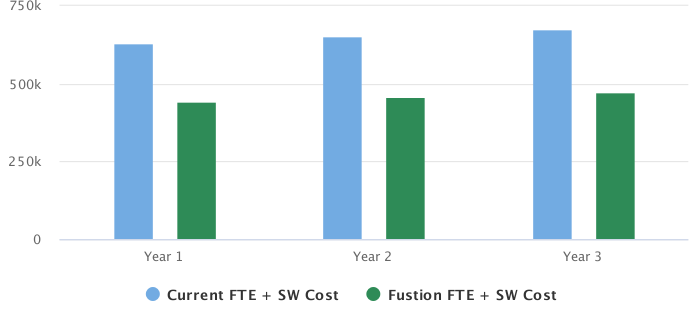 750k
500k
250k
0
Year 1 Year 2 Year 3
Current FTE + SW Cost Fustion FTE + SW Cost